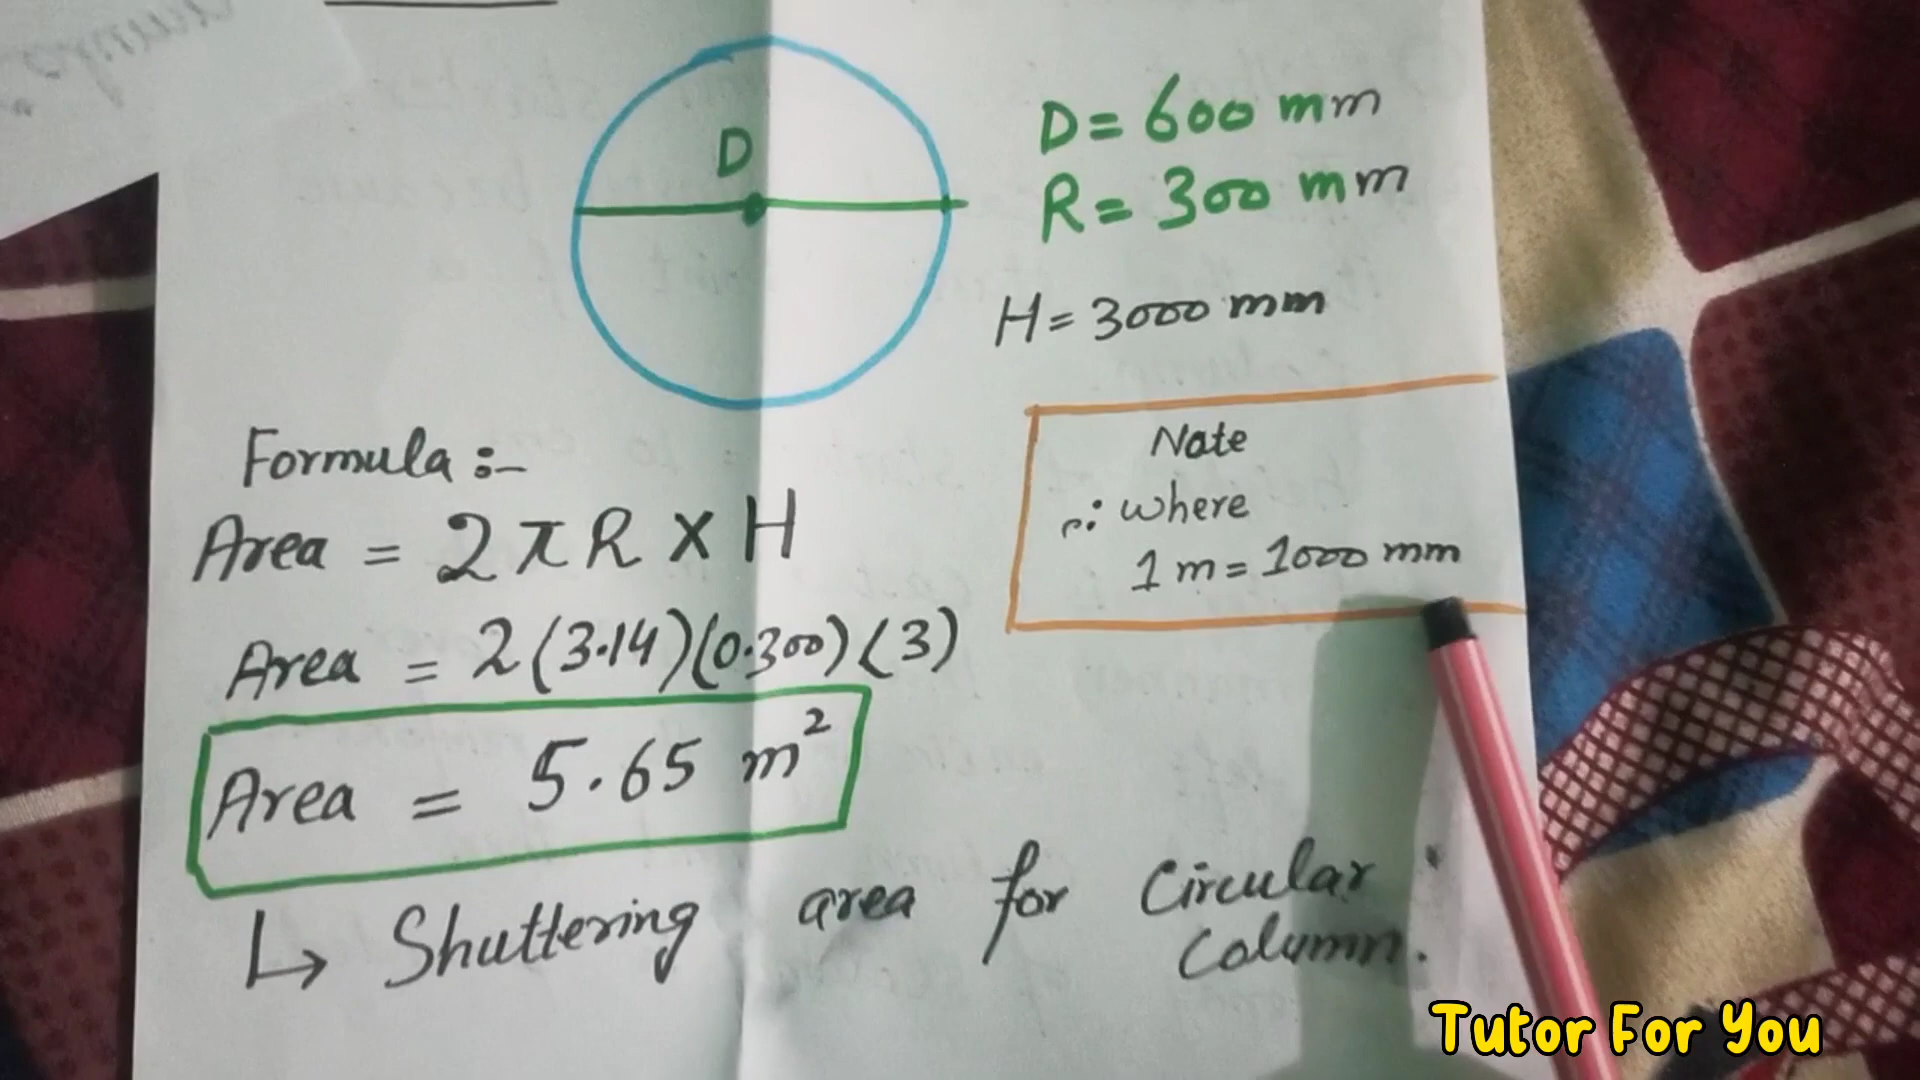 D
D = 600 mm
R = 300 mm
H = 3000 mm
Note
∴ where
1 m = 1000 mm
Formula :-
Area = 2 π R X H
Area = 2 (3.14) (0.300) (3)
Area = 5.65 m²
↳ Shuttering area for Circular
Column.
Tutor For You